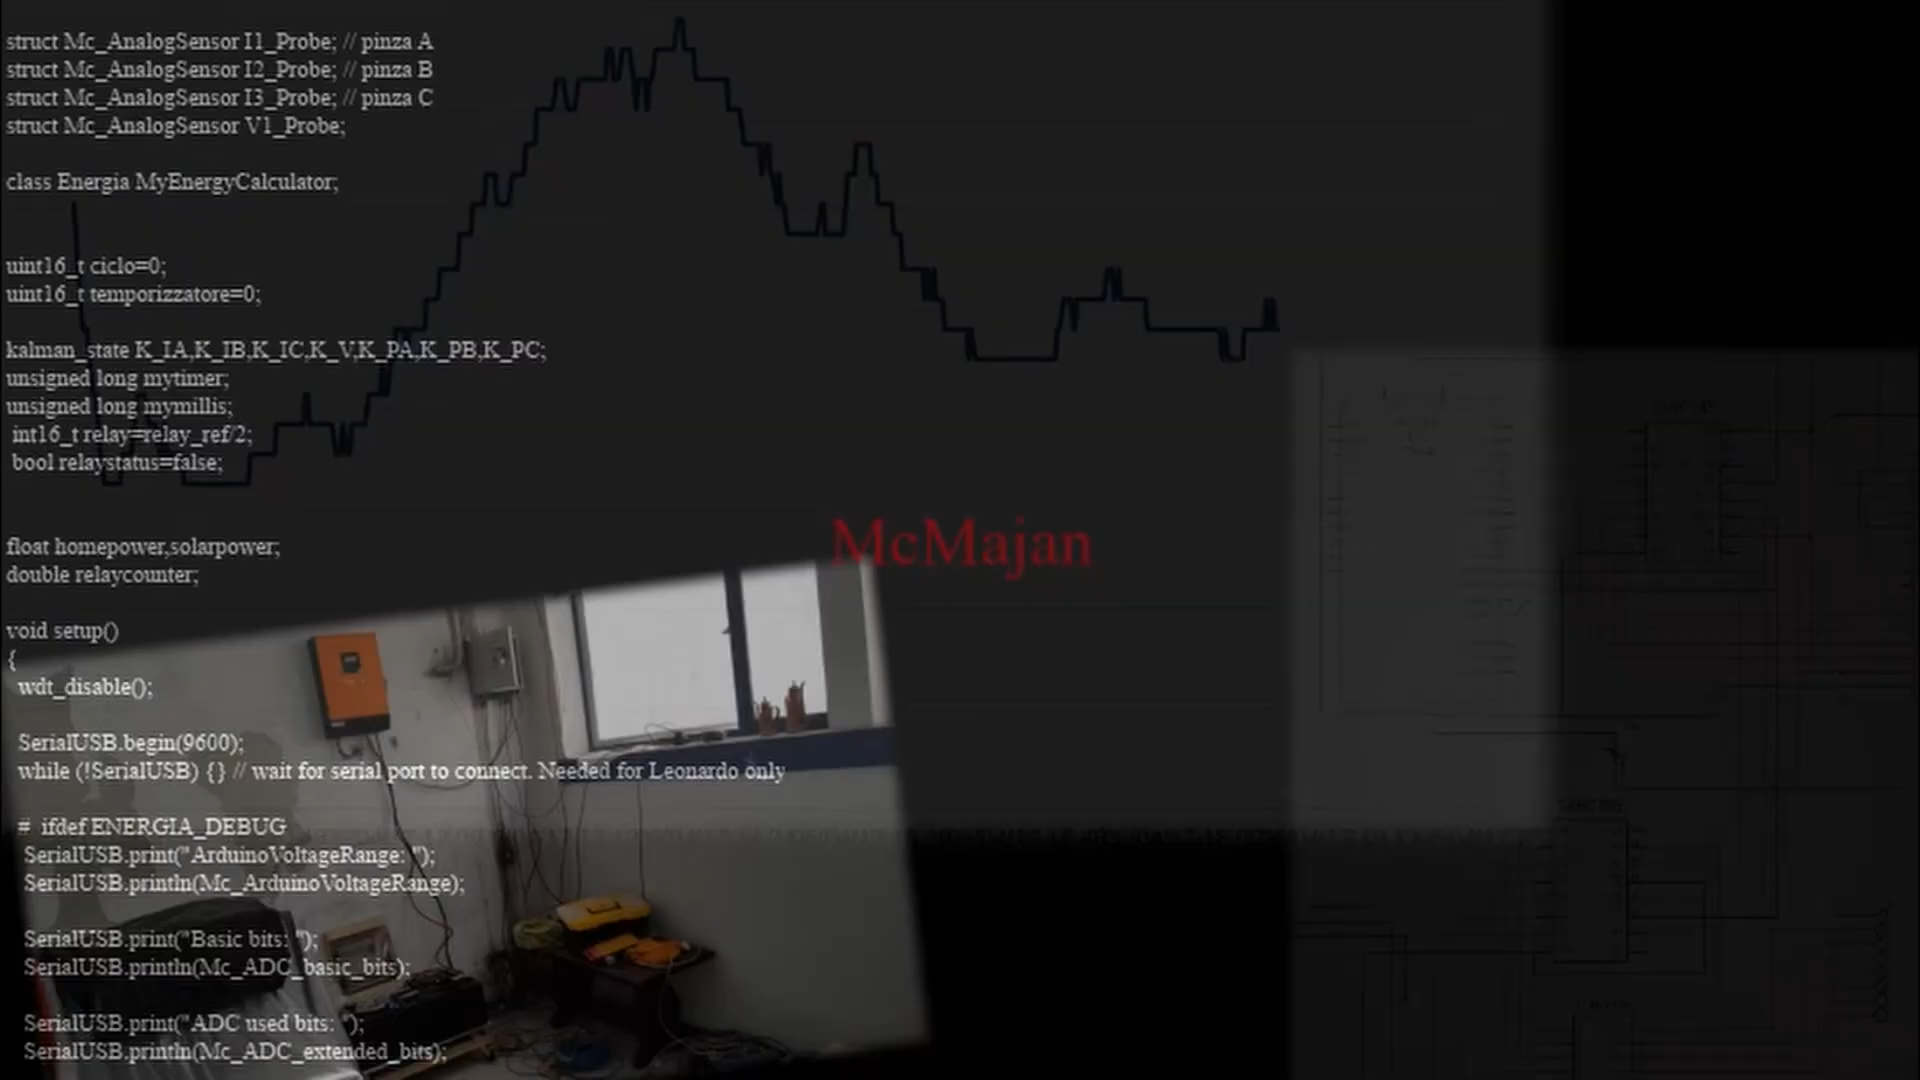 struct Mc_AnalogSensor I1_Probe; // pinza A
struct Mc_AnalogSensor I2_Probe; // pinza B
struct Mc_AnalogSensor I3_Probe; // pinza C
struct Mc_AnalogSensor V1_Probe;
class Energia MyEnergyCalculator;
uint16_t ciclo=0;
uint16_t temporizzatore=0;
kalman_state K_IA,K_IB,K_IC,K_V,K_PA,K_PB,K_PC;
unsigned long mytimer;
unsigned long mymillis;
int16_t relay=relay_ref/2;
bool relaystatus=false;
McMajan
float homepower,solarpower;
double relaycounter;
void setup()
{
wdt_disable();
SerialUSB.begin(9600);
while (!SerialUSB) {} // wait for serial port to connect. Needed for Leonardo only
# ifdef ENERGIA_DEBUG
SerialUSB.print("ArduinoVoltageRange: ");
SerialUSB.println(Mc_ArduinoVoltageRange);
SerialUSB.print("Basic bits: ");
SerialUSB.println(Mc_ADC_basic_bits);
SerialUSB.print("ADC used bits: ");
SerialUSB.println(Mc_ADC_extended_bits);